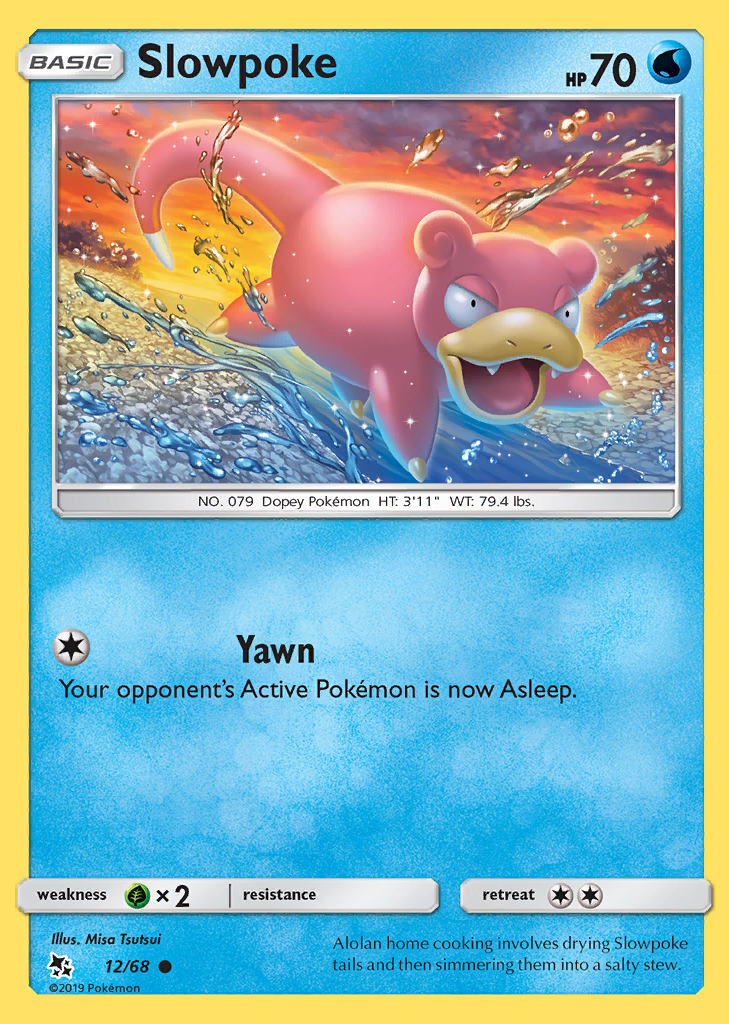 BASIC Slowpoke HP 70
NO. 079 Dopey Pokémon HT: 3'11" WT: 79.4 lbs.
Yawn
Your opponent's Active Pokémon is now Asleep.
weakness × 2 resistance retreat
Illus. Misa Tsutsui
12/68
©2019 Pokémon
Alolan home cooking involves drying Slowpoke
tails and then simmering them into a salty stew.